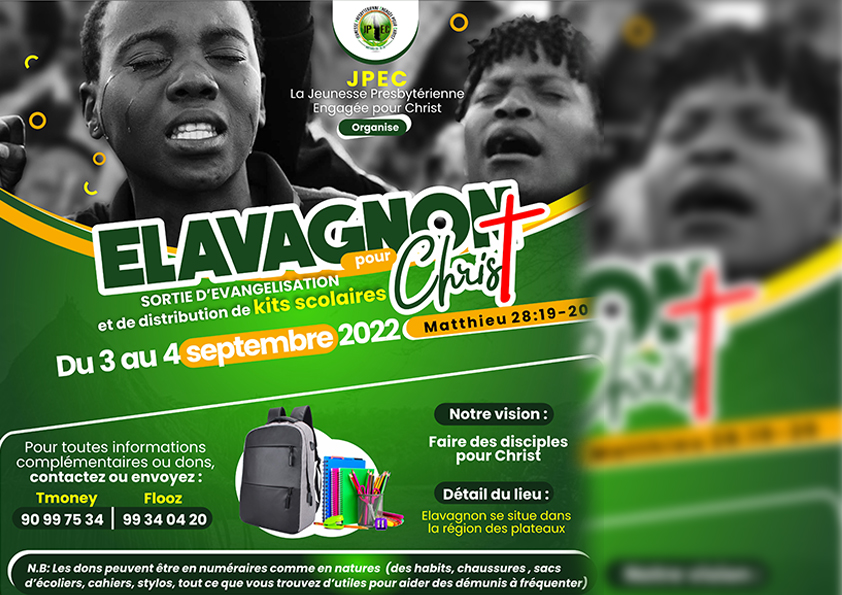 JPEC
JPEC
La Jeunesse Presbytérienne
Engagée pour Christ
Organise
ELAVAGNON
pour Christ
SORTIE D'EVANGELISATION
et de distribution de kits scolaires
Du 3 au 4 septembre 2022
Matthieu 28:19-20
Notre vision :
Faire des disciples
pour Christ
Détail du lieu :
Elavagnon se situe dans
la région des plateaux
Pour toutes informations
complémentaires ou dons,
contactez ou envoyez :
Tmoney Flooz
90 99 75 34 | 99 34 04 20
N.B: Les dons peuvent être en numéraires comme en natures (des habits, chaussures , sacs
d'écoliers, cahiers, stylos, tout ce que vous trouvez d'utiles pour aider des démunis à fréquenter)